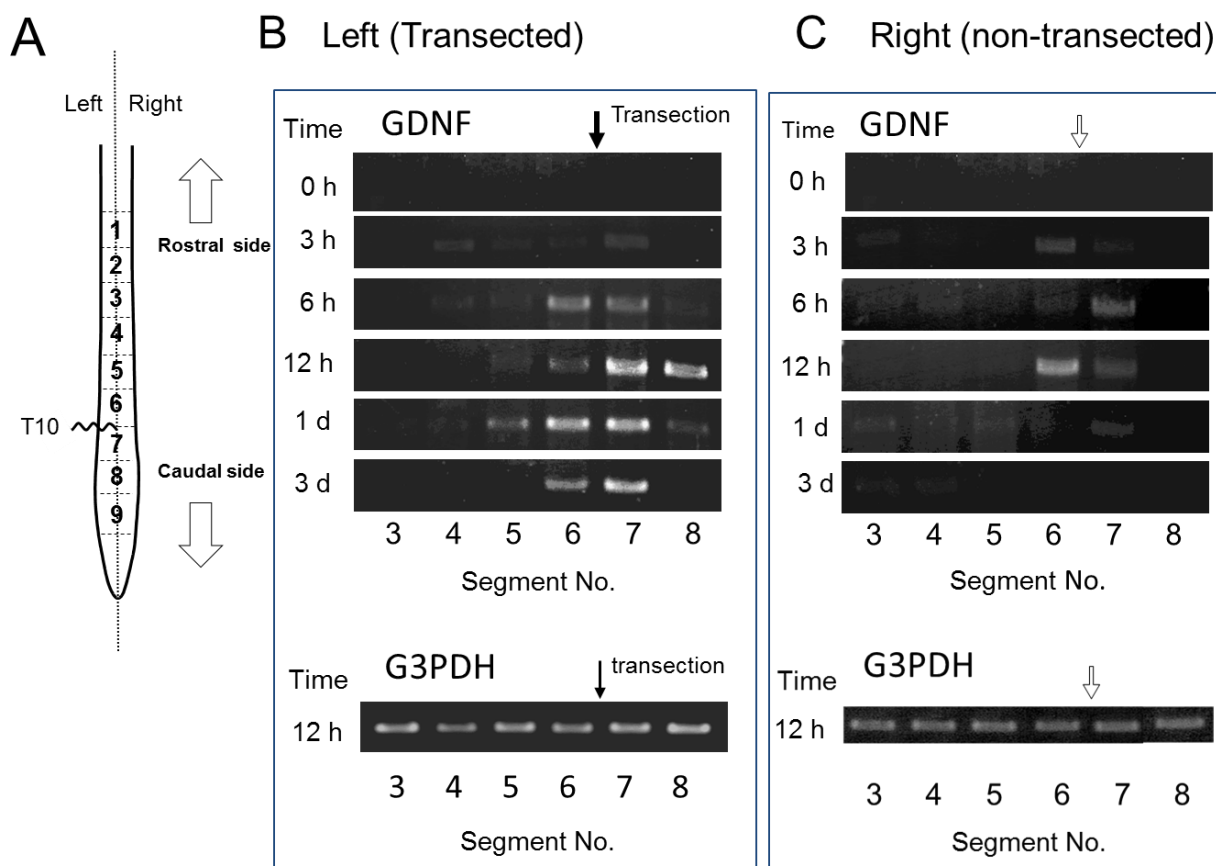 A
Left Right
1
Rostral side
2
3
4
5
6
T10
7
8
Caudal side
9
B Left (Transected)
Time GDNF Transection
0 h
3 h
6 h
12 h
1 d
3 d
3 4 5 6 7 8
Segment No.
G3PDH transection
Time
12 h
3 4 5 6 7 8
Segment No.
C Right (non-transected)
Time GDNF
0 h
3 h
6 h
12 h
1 d
3 d
3 4 5 6 7 8
Segment No.
G3PDH
Time
12 h
3 4 5 6 7 8
Segment No.